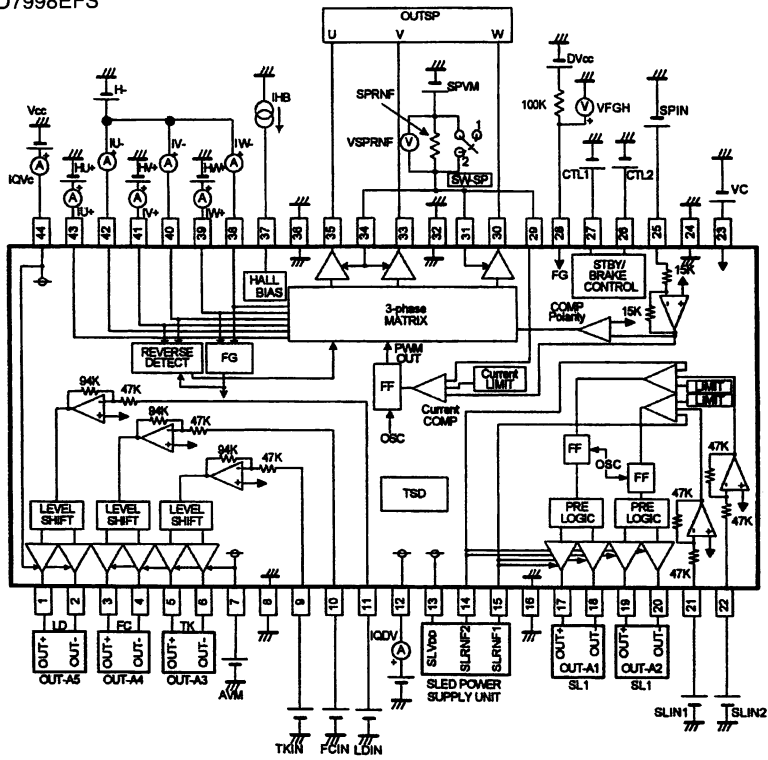 D7998EFS
OUTSP
U V W
SPVM
SPRNF
VSPRNF
1
2
SW-SP
DVcc
100K
VFGH
SPIN
CTL1
CTL2
VC
Vcc
IQVc
H-
IHB
HU+
IU+
IU-
HV+
IV+
IV-
HW+
IW+
IW-
44 43 42 41 40 39 38 37 36 35 34 33 32 31 30 29 28 27 26 25 24 23
HALL
BIAS
FG
STBY/
BRAKE
CONTROL
15K
15K
COMP
Polarity
3-phase
MATRIX
REVERSE
DETECT
FG
PWM
OUT
FF
OSC
Current
LIMIT
Current
COMP
LIMIT
LIMIT
94K 47K
94K 47K
94K 47K
TSD
FF
OSC
FF
47K
47K
47K
47K
LEVEL
SHIFT
LEVEL
SHIFT
LEVEL
SHIFT
PRE
LOGIC
PRE
LOGIC
1 2 3 4 5 6 7 8 9 10 11 12 13 14 15 16 17 18 19 20 21 22
LD FC TK
OUT+ OUT- OUT+ OUT- OUT+ OUT-
OUT-A5 OUT-A4 OUT-A3
AVM
TKIN FCIN LDIN
IQDV
SLVDD SLRNF2 SLRNF1
SLED POWER
SUPPLY UNIT
OUT+ OUT- OUT+ OUT-
OUT-A1 OUT-A2
SL1 SL1
SLIN1 SLIN2